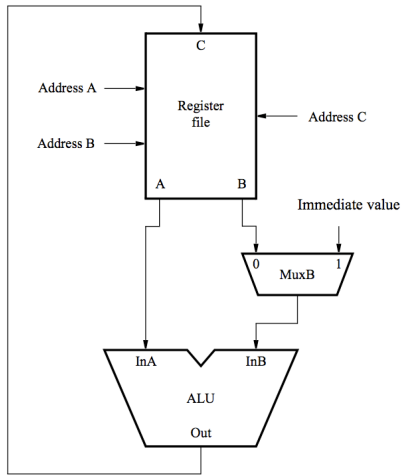 C
Address A
Register
file
Address C
Address B
A
B
Immediate value
0
1
MuxB
InA
InB
ALU
Out